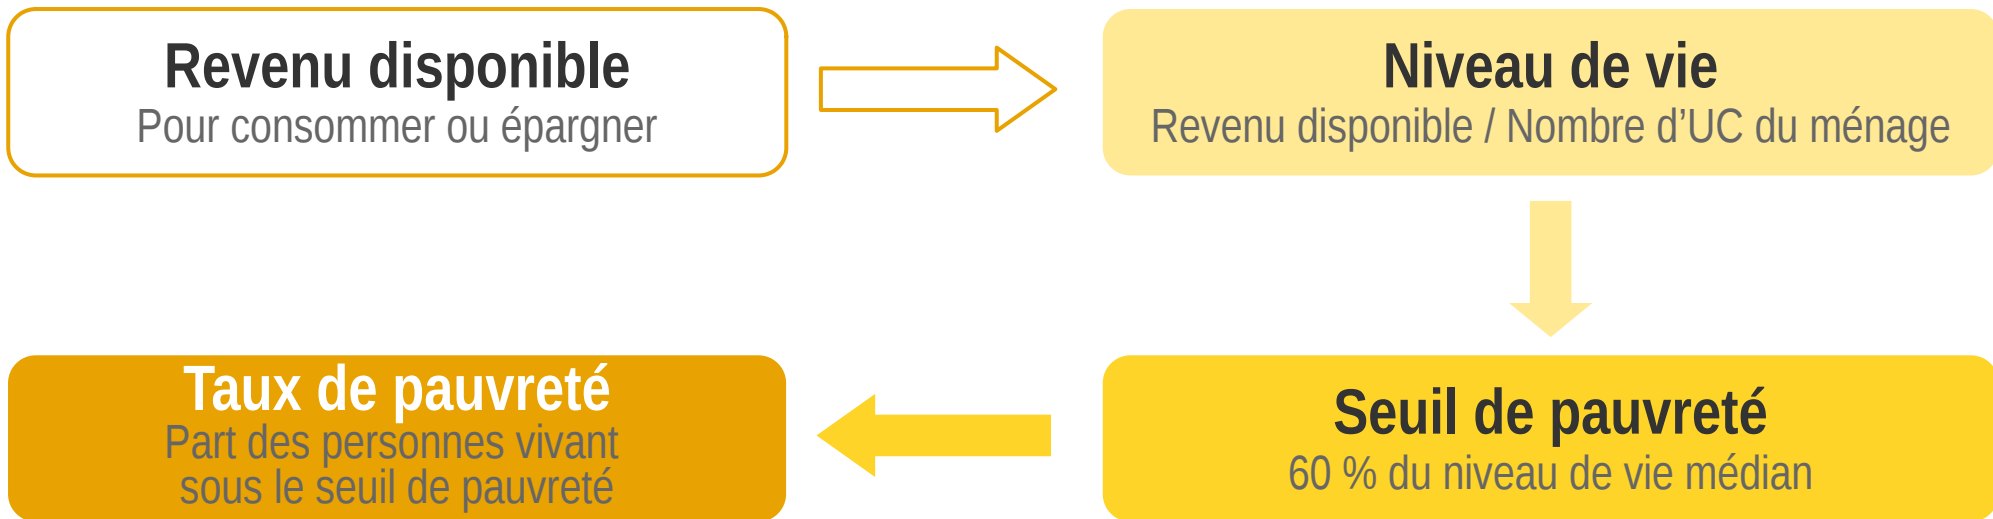 Revenu disponible
Pour consommer ou épargner
Niveau de vie
Revenu disponible / Nombre d’UC du ménage
Seuil de pauvreté
60 % du niveau de vie médian
Taux de pauvreté
Part des personnes vivant
sous le seuil de pauvreté